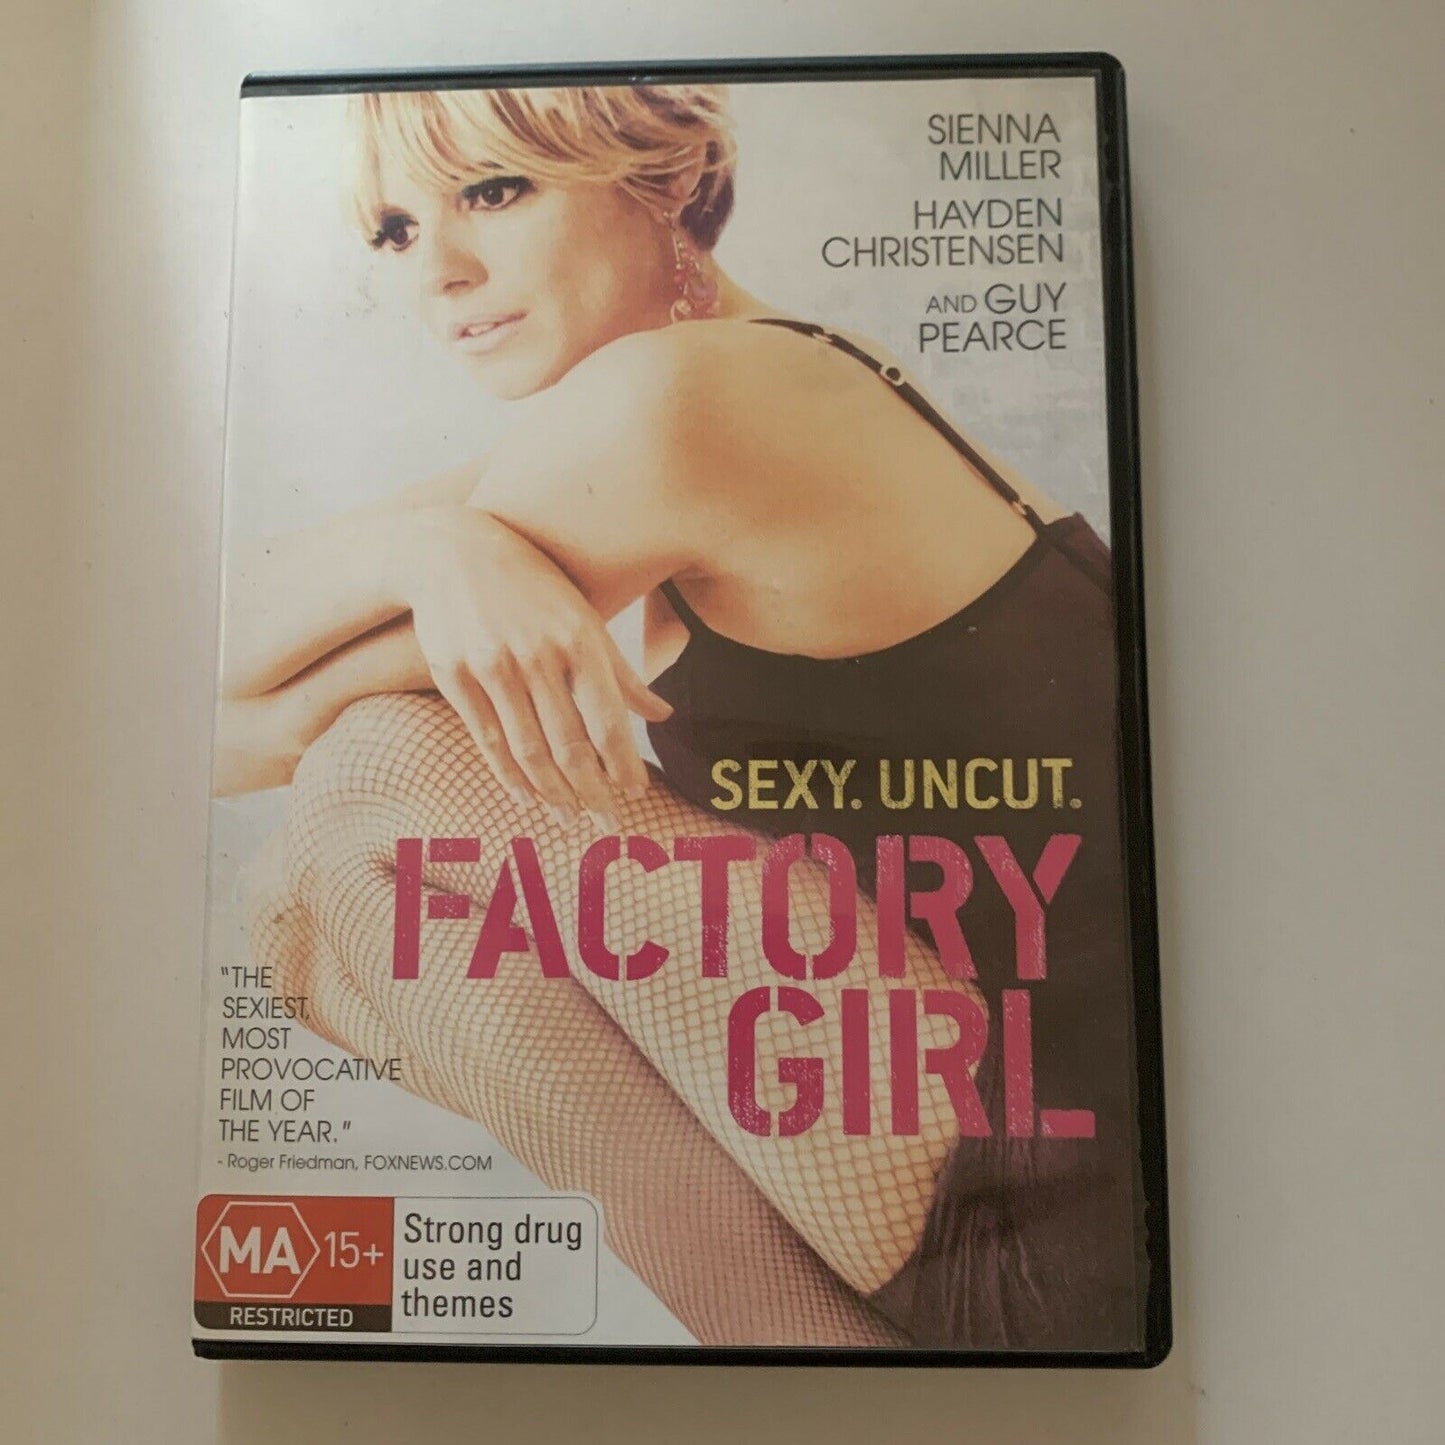 SIENNA
MILLER
HAYDEN
CHRISTENSEN
AND GUY
PEARCE
SEXY. UNCUT.
FACTORY
GIRL
"THE
SEXIEST,
MOST
PROVOCATIVE
FILM OF
THE YEAR."
- Roger Friedman, FOXNEWS.COM
MA 15+
RESTRICTED
Strong drug
use and
themes